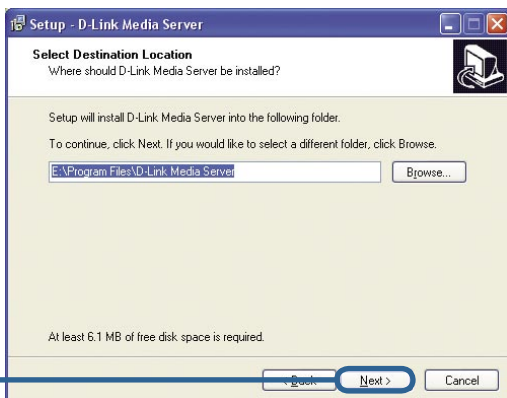 Setup - D-Link Media Server
Select Destination Location
Where should D-Link Media Server be installed?
Setup will install D-Link Media Server into the following folder.
To continue, click Next. If you would like to select a different folder, click Browse.
E:\Program Files\D-Link Media Server
Browse...
At least 6.1 MB of free disk space is required.
< Back
Next >
Cancel